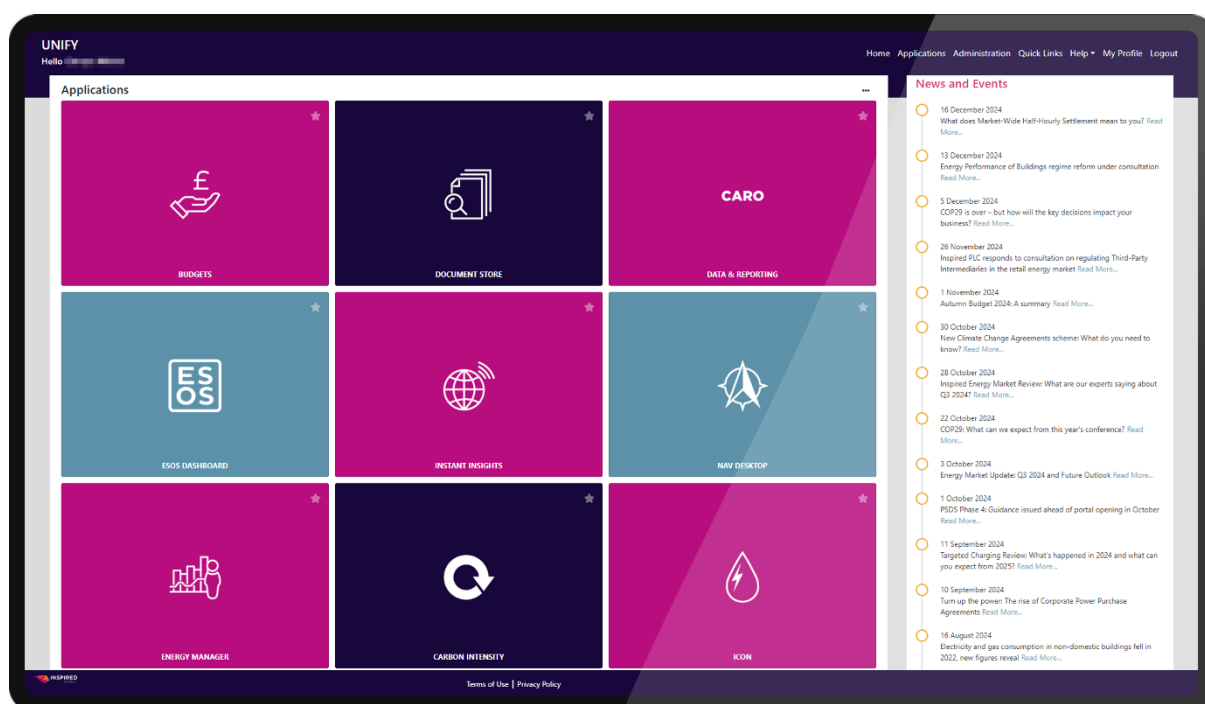 UNIFY
Hello
Home Applications Administration Quick Links Help My Profile Logout
Applications
...
£
BUDGETS
DOCUMENT STORE
CARO
DATA & REPORTING
ES
OS
ESOS DASHBOARD
INSTANT INSIGHTS
NAV DESKTOP
ENERGY MANAGER
CARBON INTENSITY
ICON
News and Events
16 December 2024
What does Market-Wide Half-Hourly Settlement mean to you? Read
More...
13 December 2024
Energy Performance of Buildings regime reform under consultation
Read More...
5 December 2024
COP29 is over – but how will the key decisions impact your
business? Read More...
26 November 2024
Inspired PLC responds to consultation on regulating Third-Party
Intermediaries in the retail energy market Read More...
1 November 2024
Autumn Budget 2024: A summary Read More...
30 October 2024
New Climate Change Agreements scheme: What do you need to
know? Read More...
28 October 2024
Inspired Energy Market Review: What are our experts saying about
Q3 2024? Read More...
22 October 2024
COP29: What can we expect from this year's conference? Read
More...
3 October 2024
Energy Market Update: Q3 2024 and Future Outlook Read More...
1 October 2024
PSDS Phase 4: Guidance issued ahead of portal opening in October
Read More...
11 September 2024
Targeted Charging Review: What's happened in 2024 and what can
you expect from 2025? Read More...
10 September 2024
Turn up the power: The rise of Corporate Power Purchase
Agreements Read More...
16 August 2024
Electricity and gas consumption in non-domestic buildings fell in
2022, new figures reveal Read More...
INSPIRED
Terms of Use | Privacy Policy